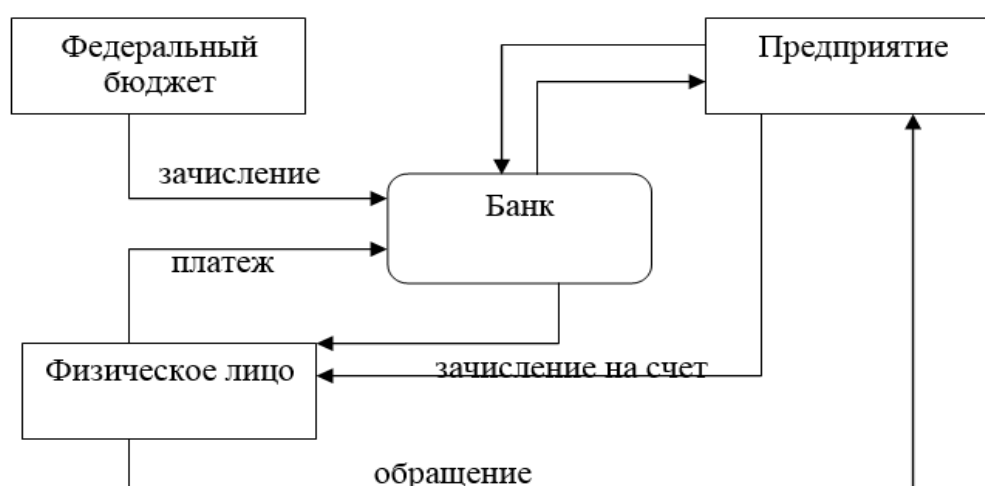 Федеральный
бюджет
Предприятие
зачисление
Банк
платеж
Физическое лицо
зачисление на счет
обращение